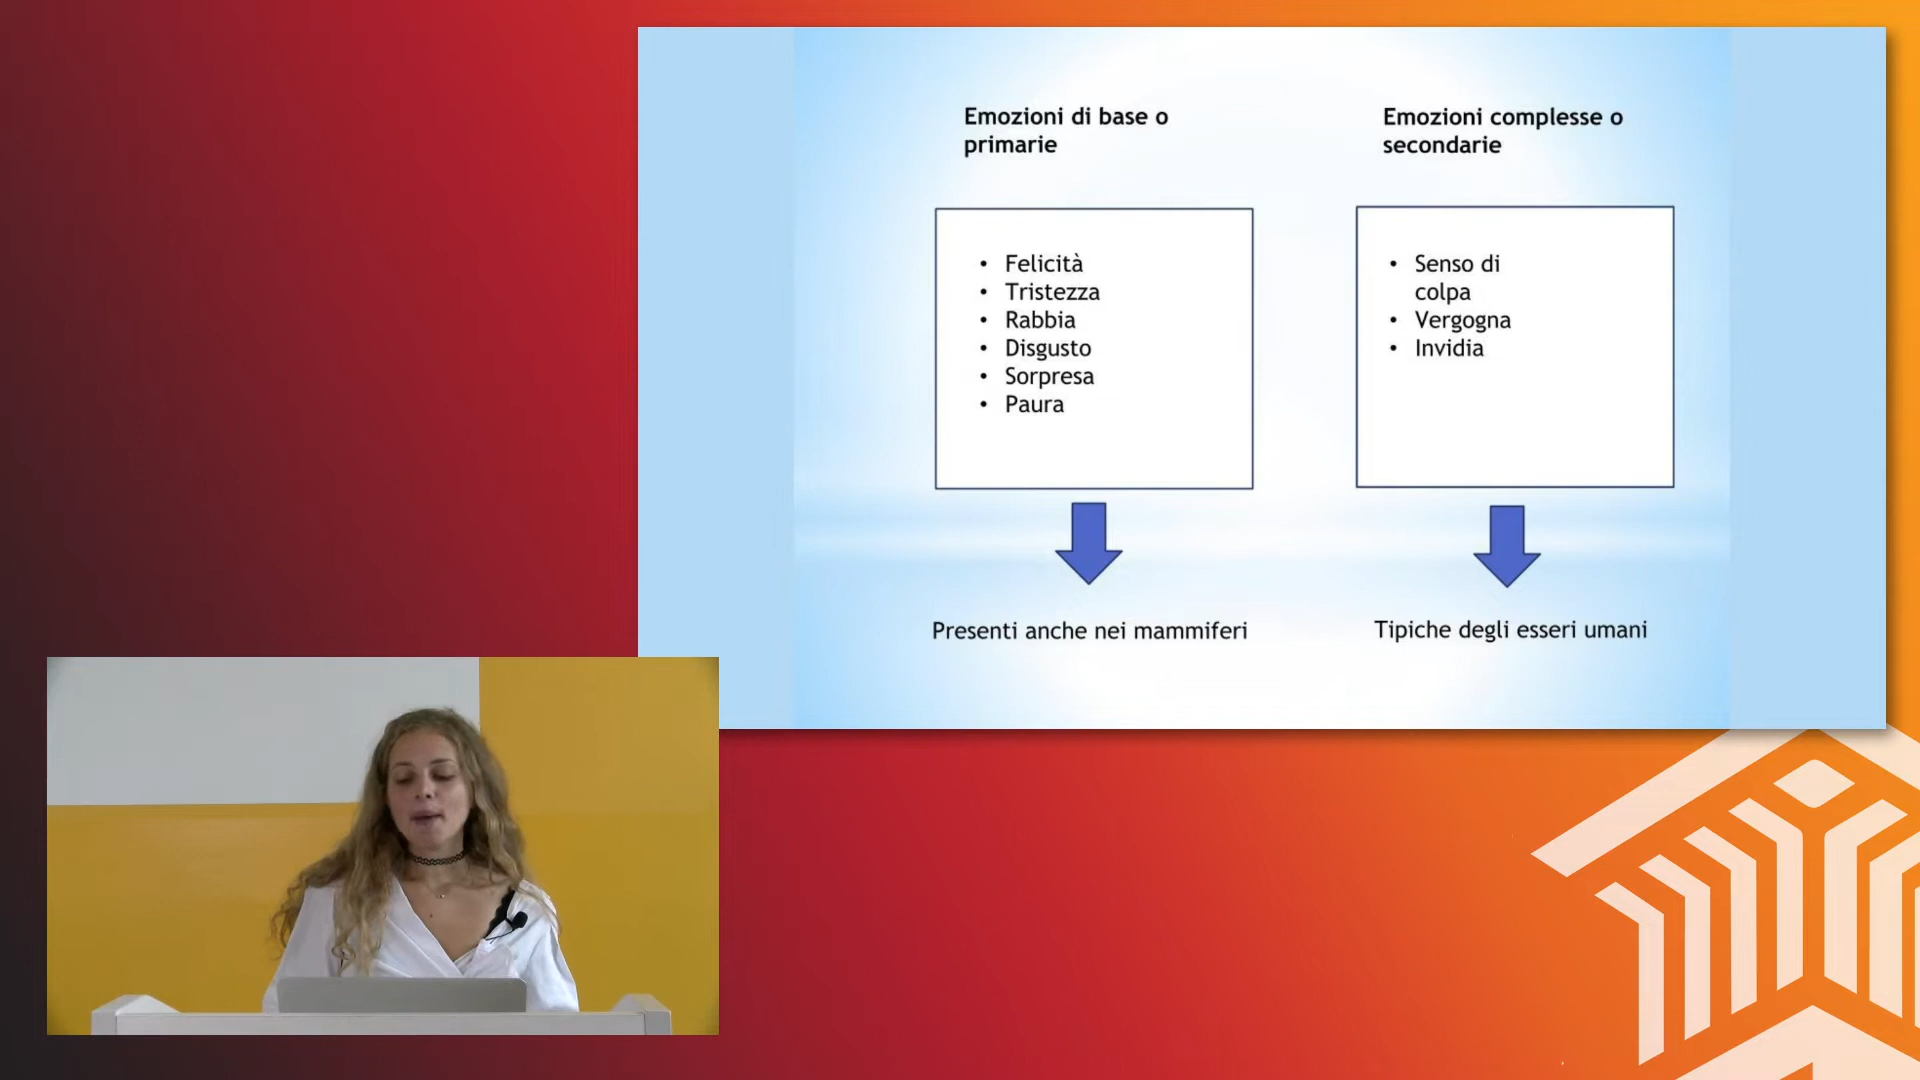 Emozioni di base o
primarie
• Felicità
• Tristezza
• Rabbia
• Disgusto
• Sorpresa
• Paura
Presenti anche nei mammiferi
Emozioni complesse o
secondarie
• Senso di
colpa
• Vergogna
• Invidia
Tipiche degli esseri umani